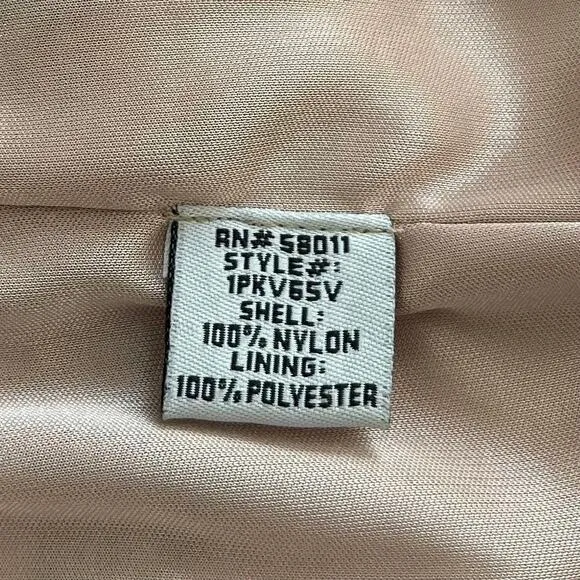 RN# 58011
STYLE#:
1PKV65V
SHELL:
100% NYLON
LINING:
100% POLYESTER